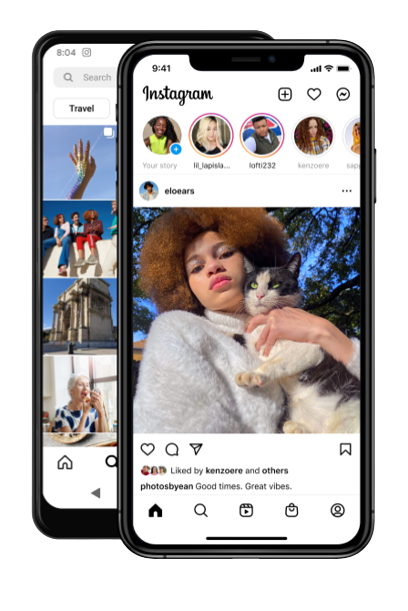 8:04
Search
Travel
9:41
Instagram
Your story
lil_lapisla...
lofti232
kenzoere
sapp
eloears
Liked by kenzoere and others
photosbyean Good times. Great vibes.